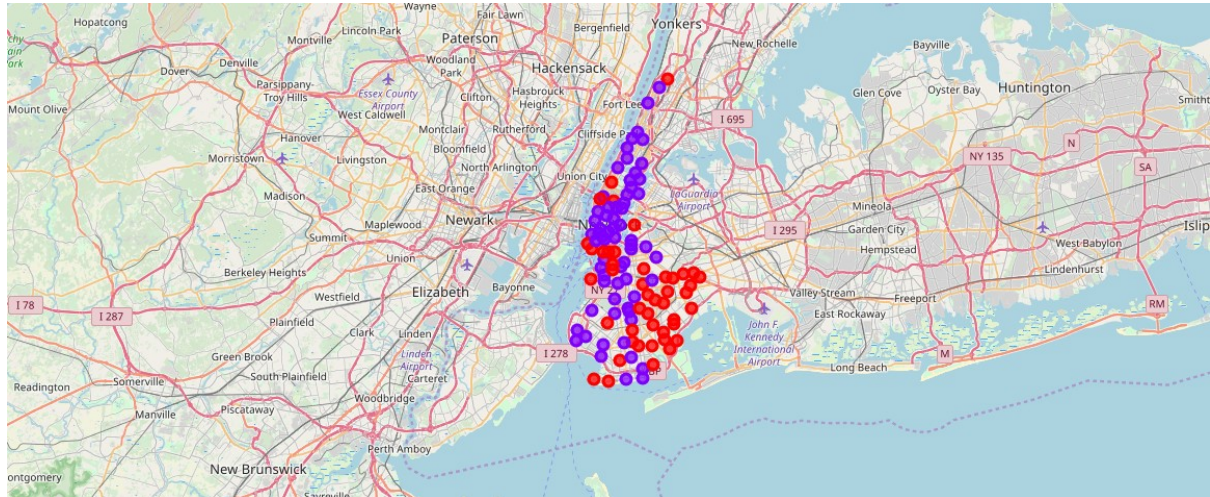 Hopatcong
Wayne
Fair Lawn
Bergenfield
Yonkers
Lincoln Park
Montville
Paterson
New Rochelle
Bayville
Denville
Woodland
Park
Dover
Hackensack
Huntington
Parsippany-
Troy Hills
Essex County
Airport
Clifton
Hasbrouck
Heights
Fort Lee
Glen Cove
Oyster Bay
Mount Olive
West Caldwell
I 695
Hanover
Montclair
Rutherford
Cliffside
Bloomfield
NY 135
N
SA
Morristown
Livingston
North Arlington
Union City
East Orange
LaGuardia
Airport
Madison
Mineola
Maplewood
Newark
N
Garden City
I 295
Summit
Hempstead
West Babylon
Islip
Union
Berkeley Heights
Lindenhurst
Elizabeth
Bayonne
NY
Valley Stream
Freeport
I 78
Westfield
East Rockaway
RM
I 287
Plainfield
Clark
Linden
John F.
Kennedy
International
Airport
Green Brook
Linden
Airport
I 278
M
Long Beach
Readington
Somerville
South Plainfield
Carteret
Manville
Piscataway
Woodbridge
Perth Amboy
New Brunswick
Sayreville